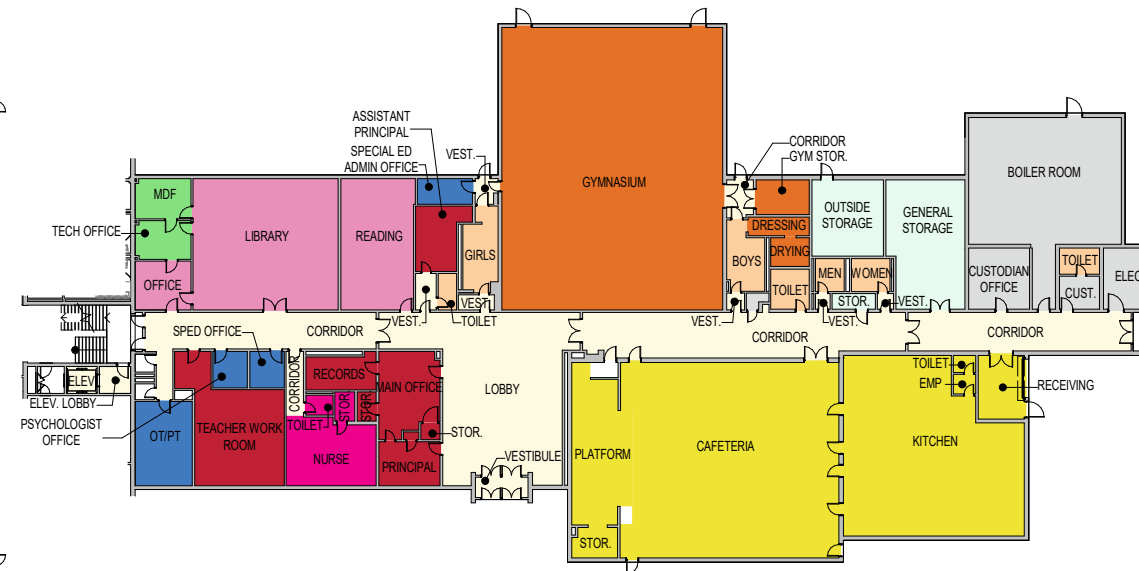 ASSISTANT
PRINCIPAL
SPECIAL ED
ADMIN OFFICE
VEST.
CORRIDOR
GYM STOR.
MDF
TECH OFFICE
OFFICE
LIBRARY
READING
GIRLS
VEST.
TOILET
VEST.
GYMNASIUM
DRESSING
DRYING
BOYS
TOILET
VEST.
OUTSIDE
STORAGE
GENERAL
STORAGE
MEN
WOMEN
STOR.
VEST.
VEST.
BOILER ROOM
CUSTODIAN
OFFICE
TOILET
CUST.
ELEC
SPED OFFICE
CORRIDOR
CORRIDOR
CORRIDOR
CORRIDOR
ELEV.
ELEV. LOBBY
PSYCHOLOGIST
OFFICE
OT/PT
TEACHER WORK
ROOM
RECORDS
TOILET
STOR.
STOR.
NURSE
MAIN OFFICE
STOR.
PRINCIPAL
LOBBY
VESTIBULE
PLATFORM
STOR.
CAFETERIA
KITCHEN
TOILET
EMP
RECEIVING